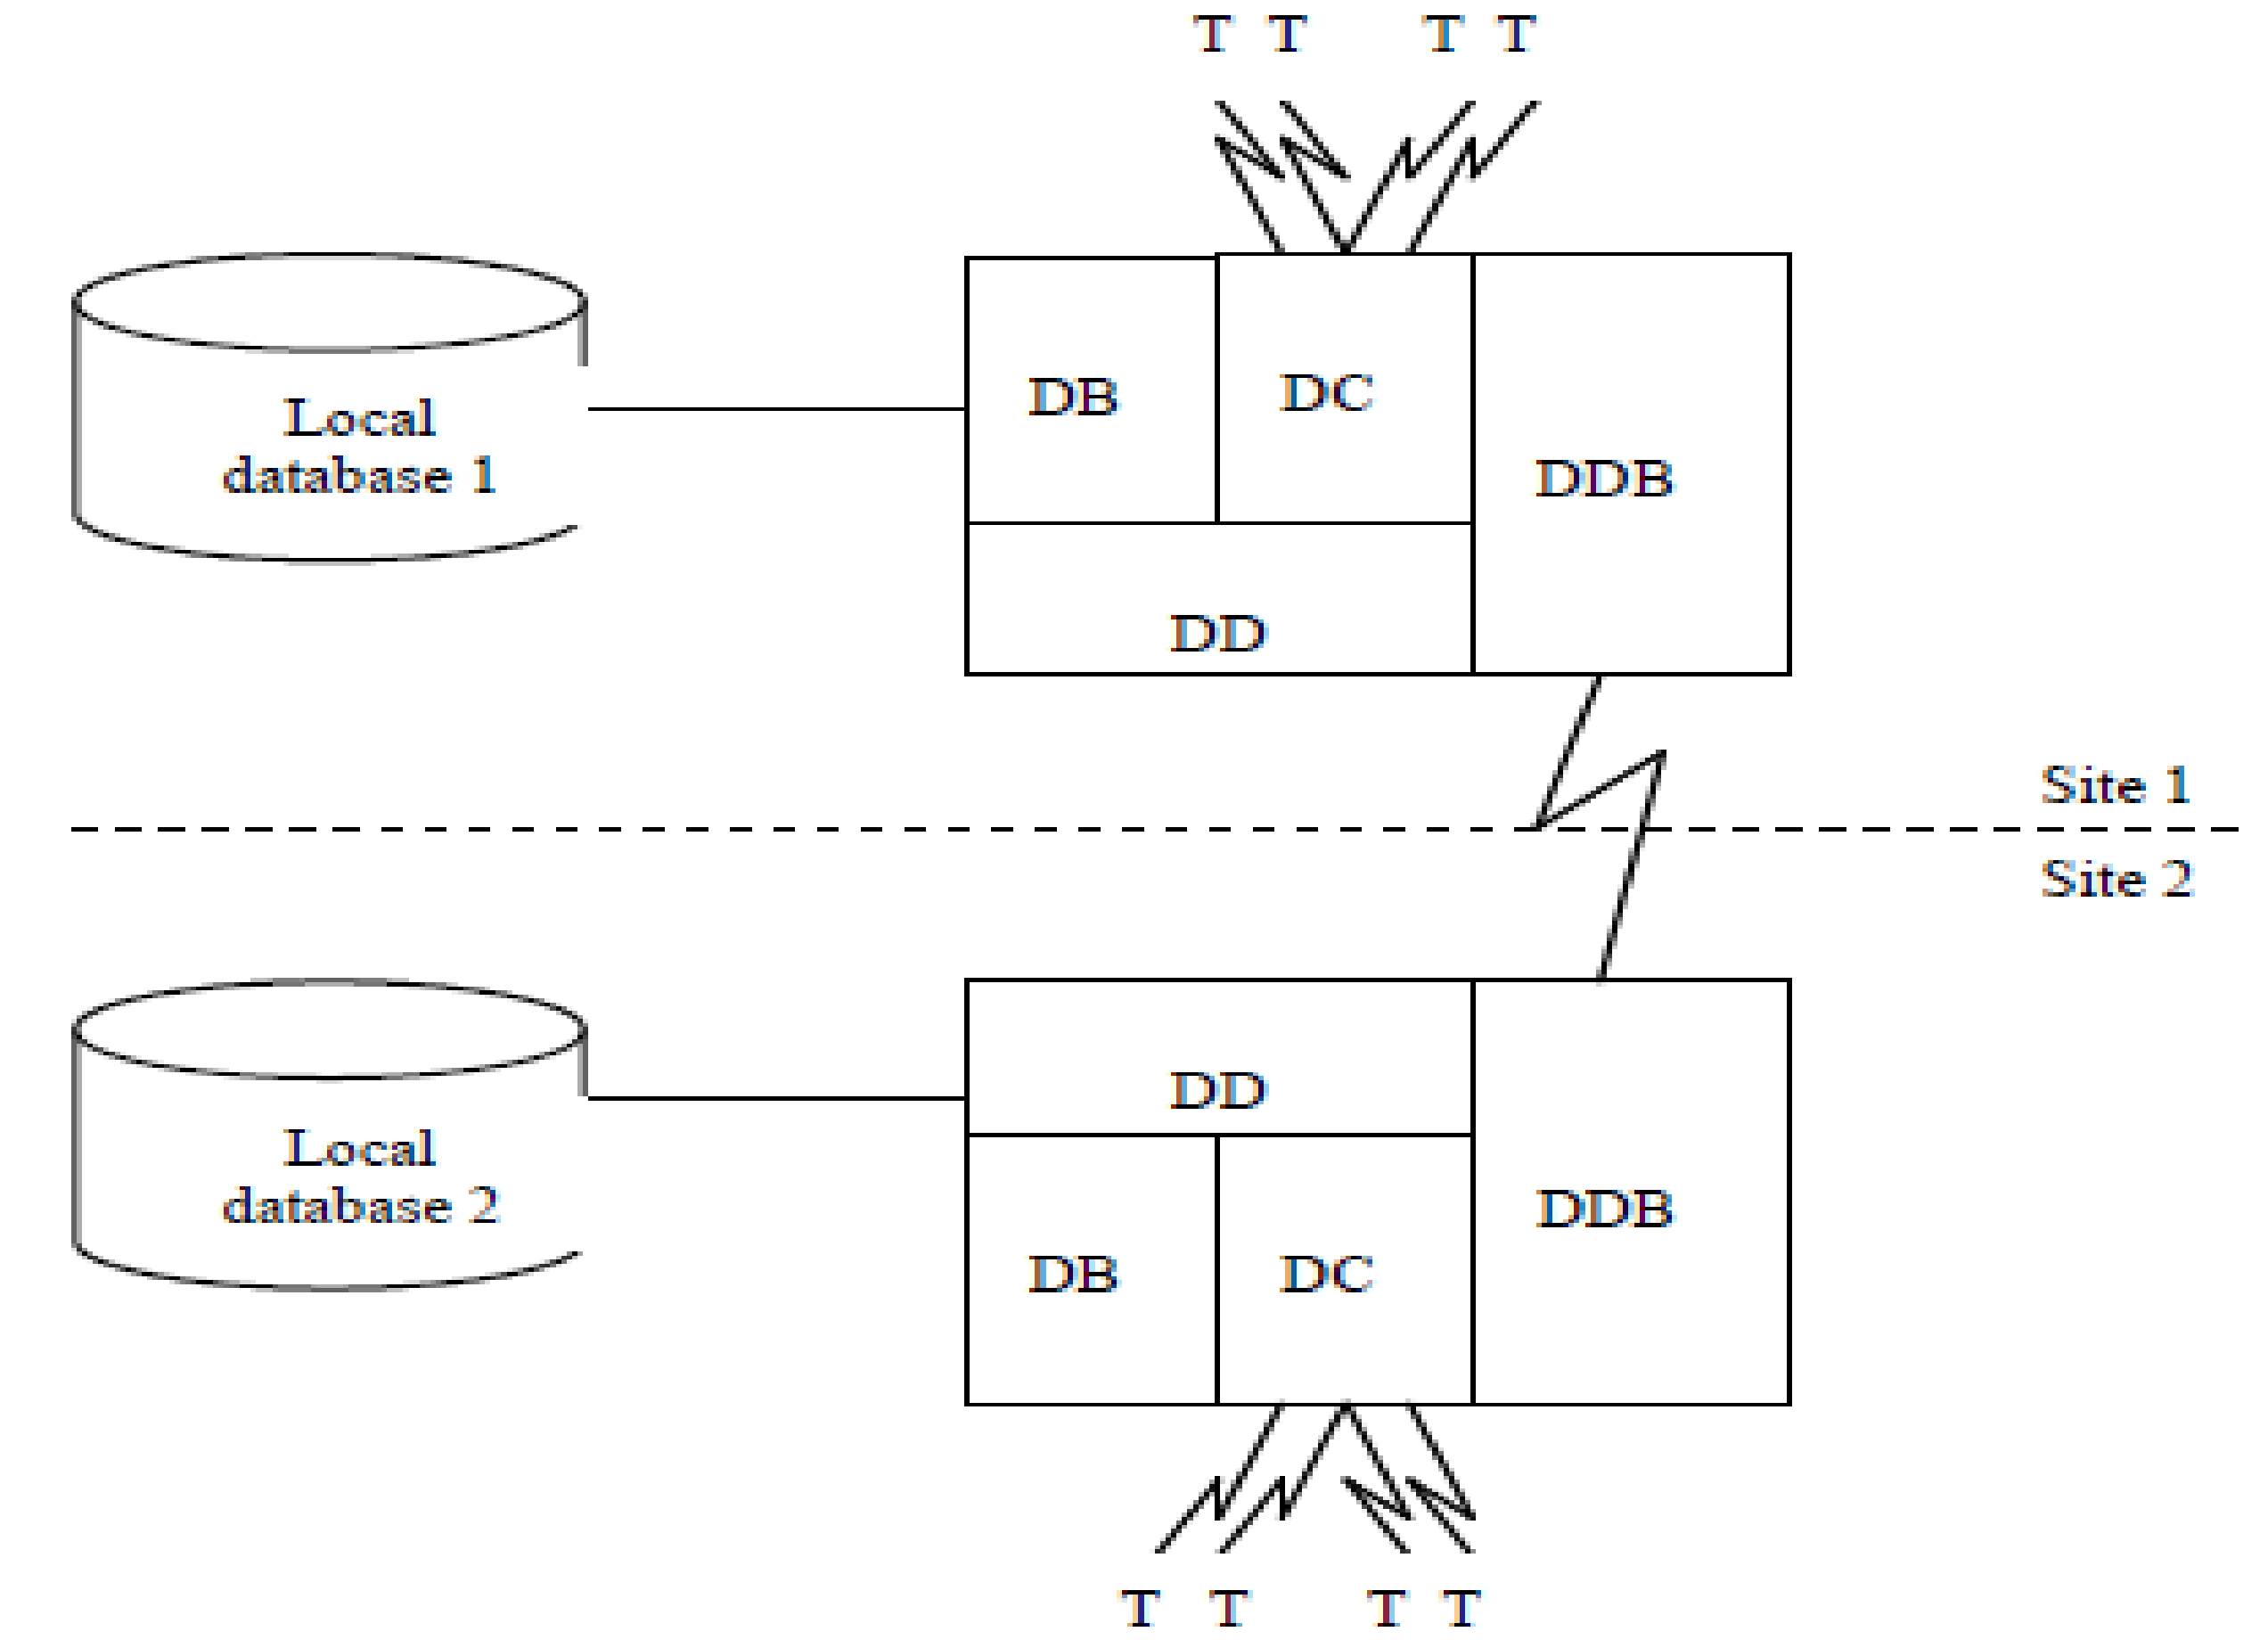 T T T T
DB DC
Local
database 1
DDB
DD
Site 1
Site 2
DD
Local
database 2
DDB
DB DC
T T T T